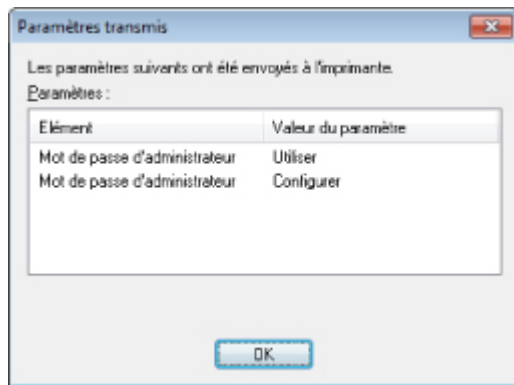 Paramètres transmis
Les paramètres suivants ont été envoyés à l'imprimante.
Paramètres :
Elément Valeur du paramètre
Mot de passe d'administrateur Utiliser
Mot de passe d'administrateur Configurer
OK